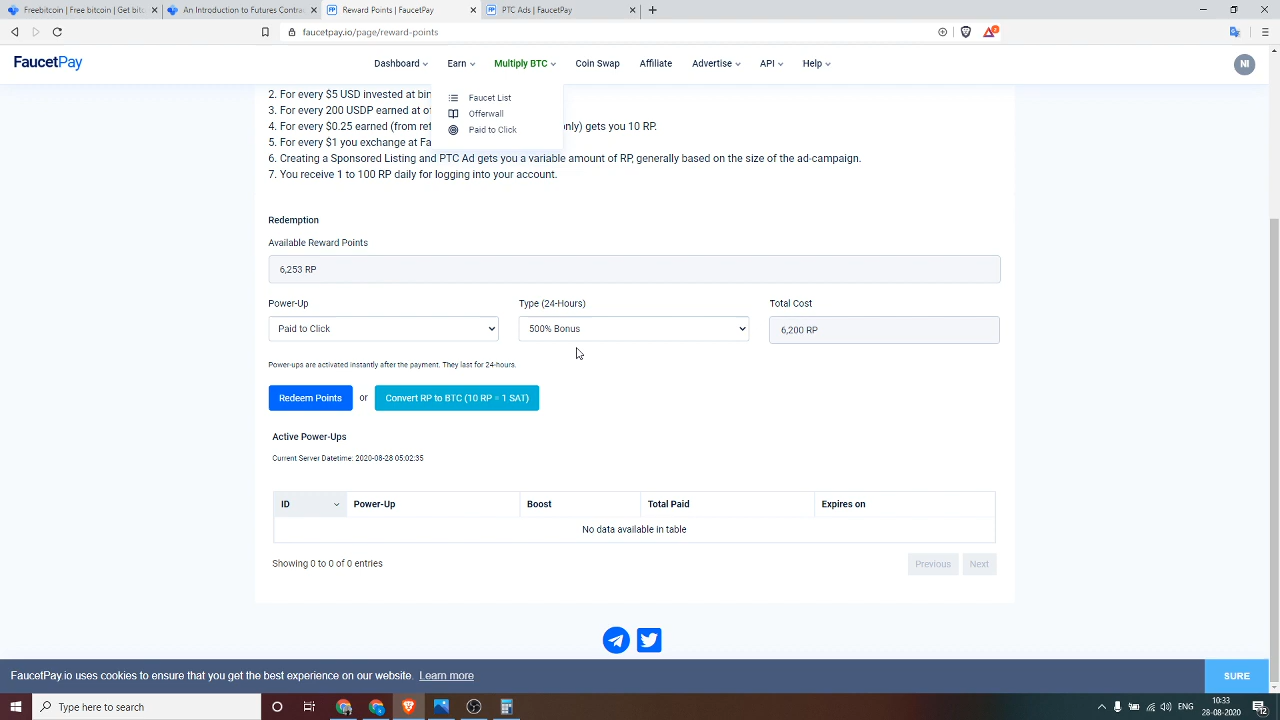 Freebitcoin | Free bitcoin | Get bitc
An Introduction to Futures Contra
Reward Points | FaucetPay
PTC Ads | FaucetPay
faucetpay.io/page/reward-points
2
FaucetPay
Dashboard
Earn
Multiply BTC
Coin Swap
Affiliate
Advertise
API
Help
NI
2. For every $5 USD invested at bin
Faucet List
3. For every 200 USDP earned at of
Offerwall
4. For every $0.25 earned (from ref
only) gets you 10 RP.
Paid to Click
5. For every $1 you exchange at Fa
6. Creating a Sponsored Listing and PTC Ad gets you a variable amount of RP, generally based on the size of the ad-campaign.
7. You receive 1 to 100 RP daily for logging into your account.
Redemption
Available Reward Points
6,253 RP
Power-Up
Type (24-Hours)
Total Cost
Paid to Click
500% Bonus
6,200 RP
Power-ups are activated instantly after the payment. They last for 24-hours.
Redeem Points
or
Convert RP to BTC (10 RP = 1 SAT)
Active Power-Ups
Current Server Datetime: 2020-08-28 05:02:35
ID
Power-Up
Boost
Total Paid
Expires on
No data available in table
Showing 0 to 0 of 0 entries
Previous
Next
FaucetPay.io uses cookies to ensure that you get the best experience on our website. Learn more
SURE
Type here to search
ENG
10:33
28-08-2020
12